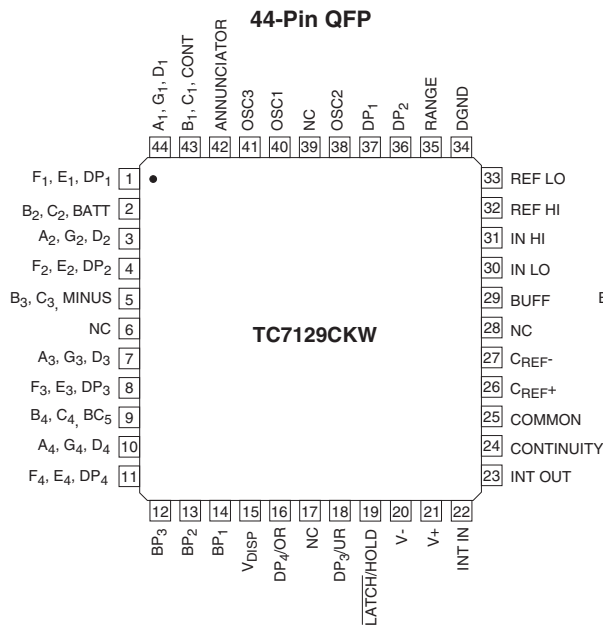 44-Pin QFP
A1, G1, D1
B1, C1, CONT
ANNUNCIATOR
OSC3
OSC1
NC
OSC2
DP1
DP2
RANGE
DGND
44 43 42 41 40 39 38 37 36 35 34
F1, E1, DP1 1
B2, C2, BATT 2
A2, G2, D2 3
F2, E2, DP2 4
B3, C3, MINUS 5
NC 6
A3, G3, D3 7
F3, E3, DP3 8
B4, C4, BC5 9
A4, G4, D4 10
F4, E4, DP4 11
TC7129CKW
33 REF LO
32 REF HI
31 IN HI
30 IN LO
29 BUFF
28 NC
27 CREF-
26 CREF+
25 COMMON
24 CONTINUITY
23 INT OUT
12 13 14 15 16 17 18 19 20 21 22
BP3
BP2
BP1
VDISP
DP4/OR
NC
DP3/UR
LATCH/HOLD
V-
V+
INT IN